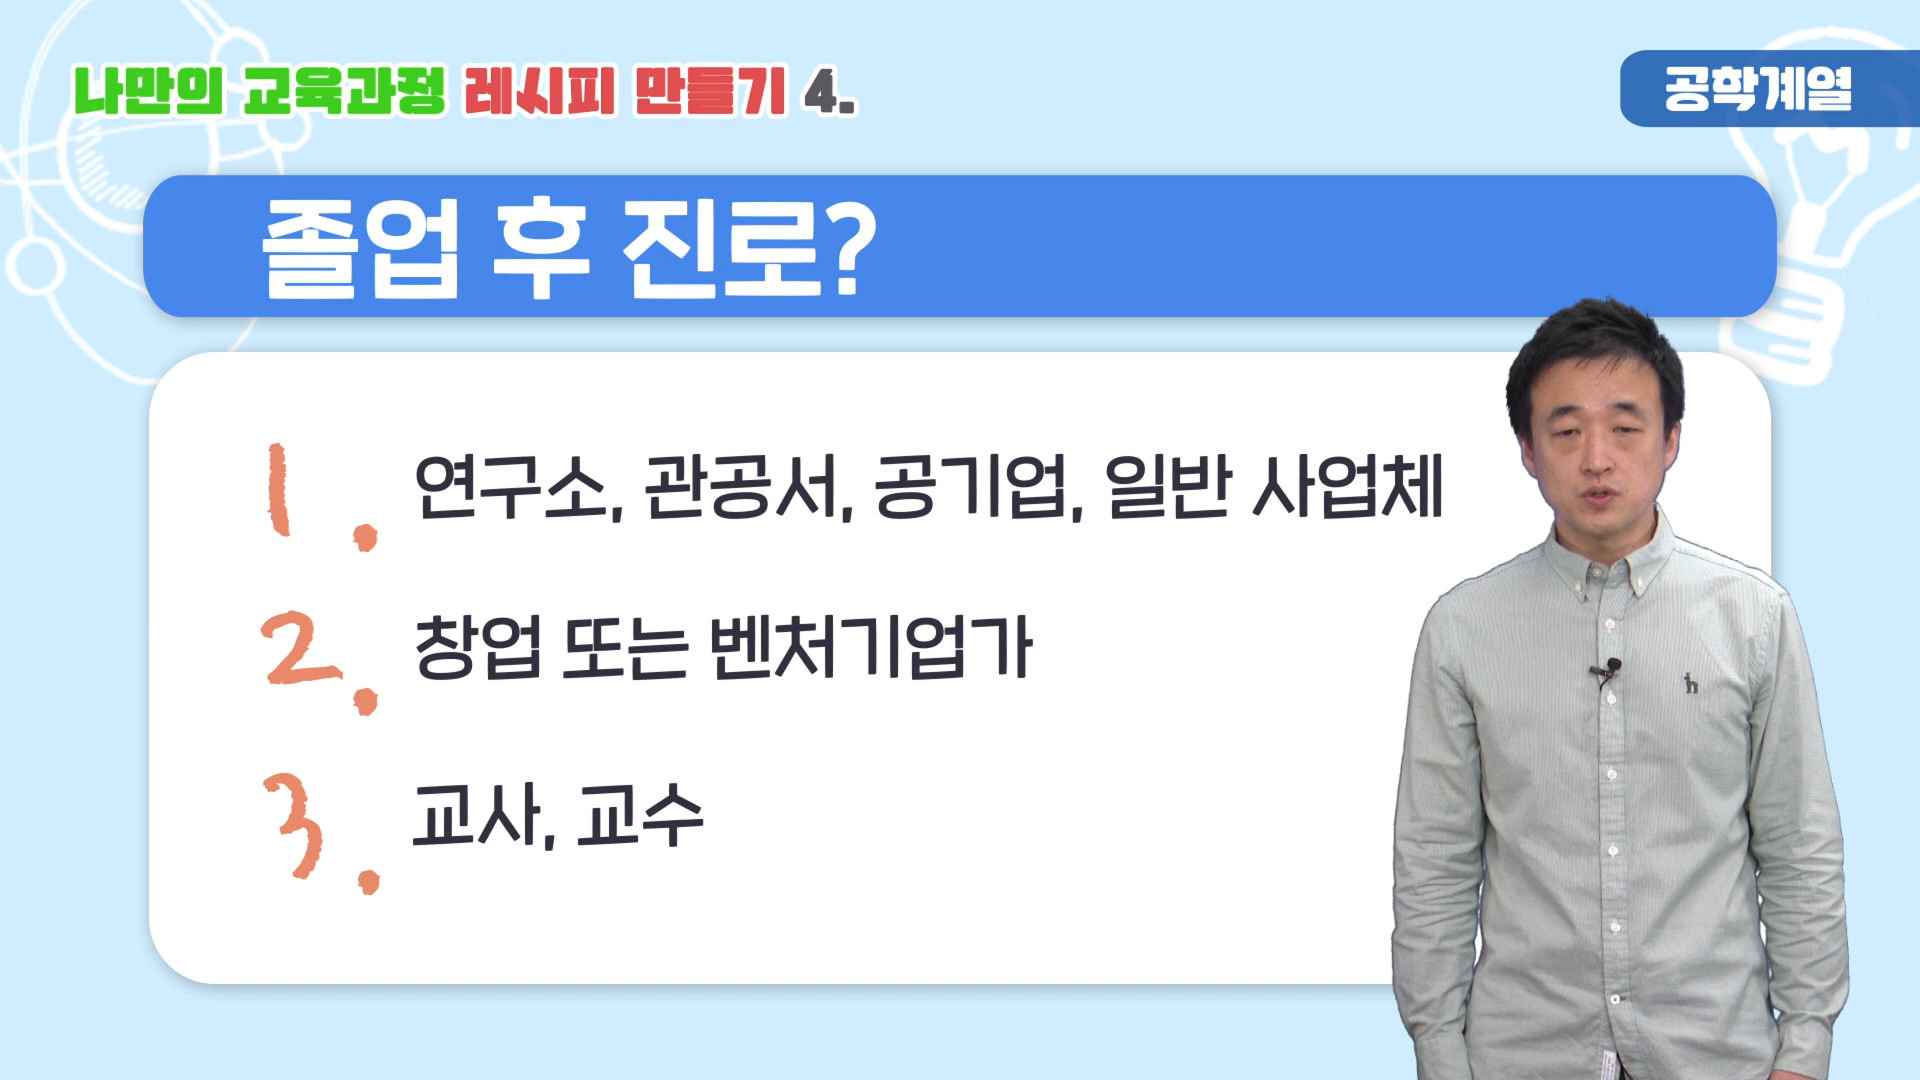 나만의 교육과정 레시피 만들기 4.
공학계열
졸업 후 진로?
1. 연구소, 관공서, 공기업, 일반 사업체
2. 창업 또는 벤처기업가
3. 교사, 교수